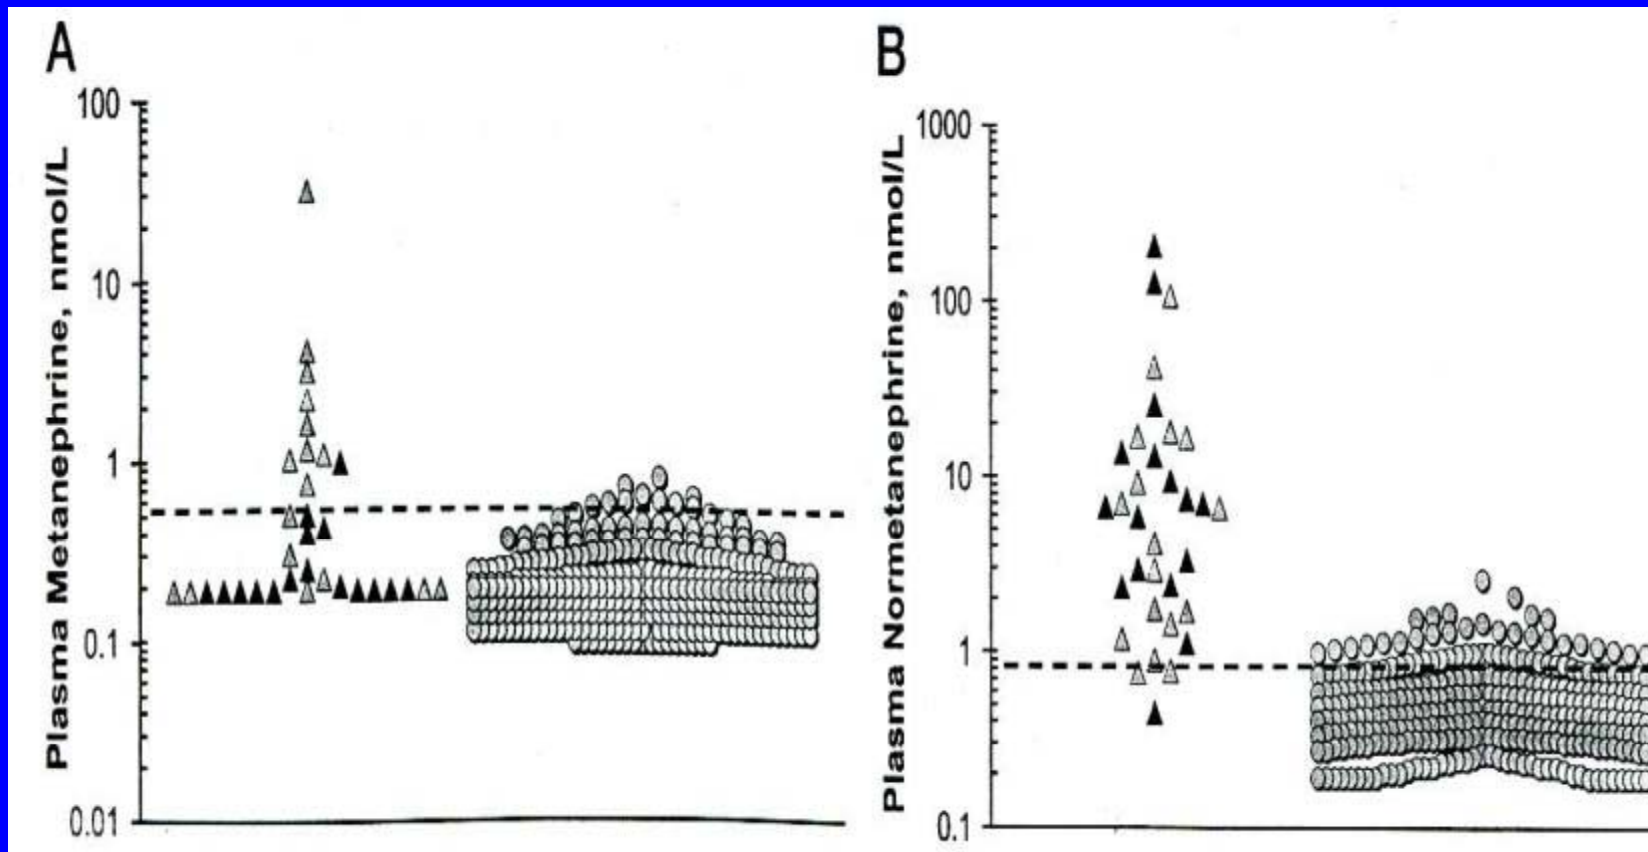 A
100
10
1
0.1
0.01
Plasma Metanephrine, nmol/L
B
1000
100
10
1
0.1
Plasma Normetanephrine, nmol/L